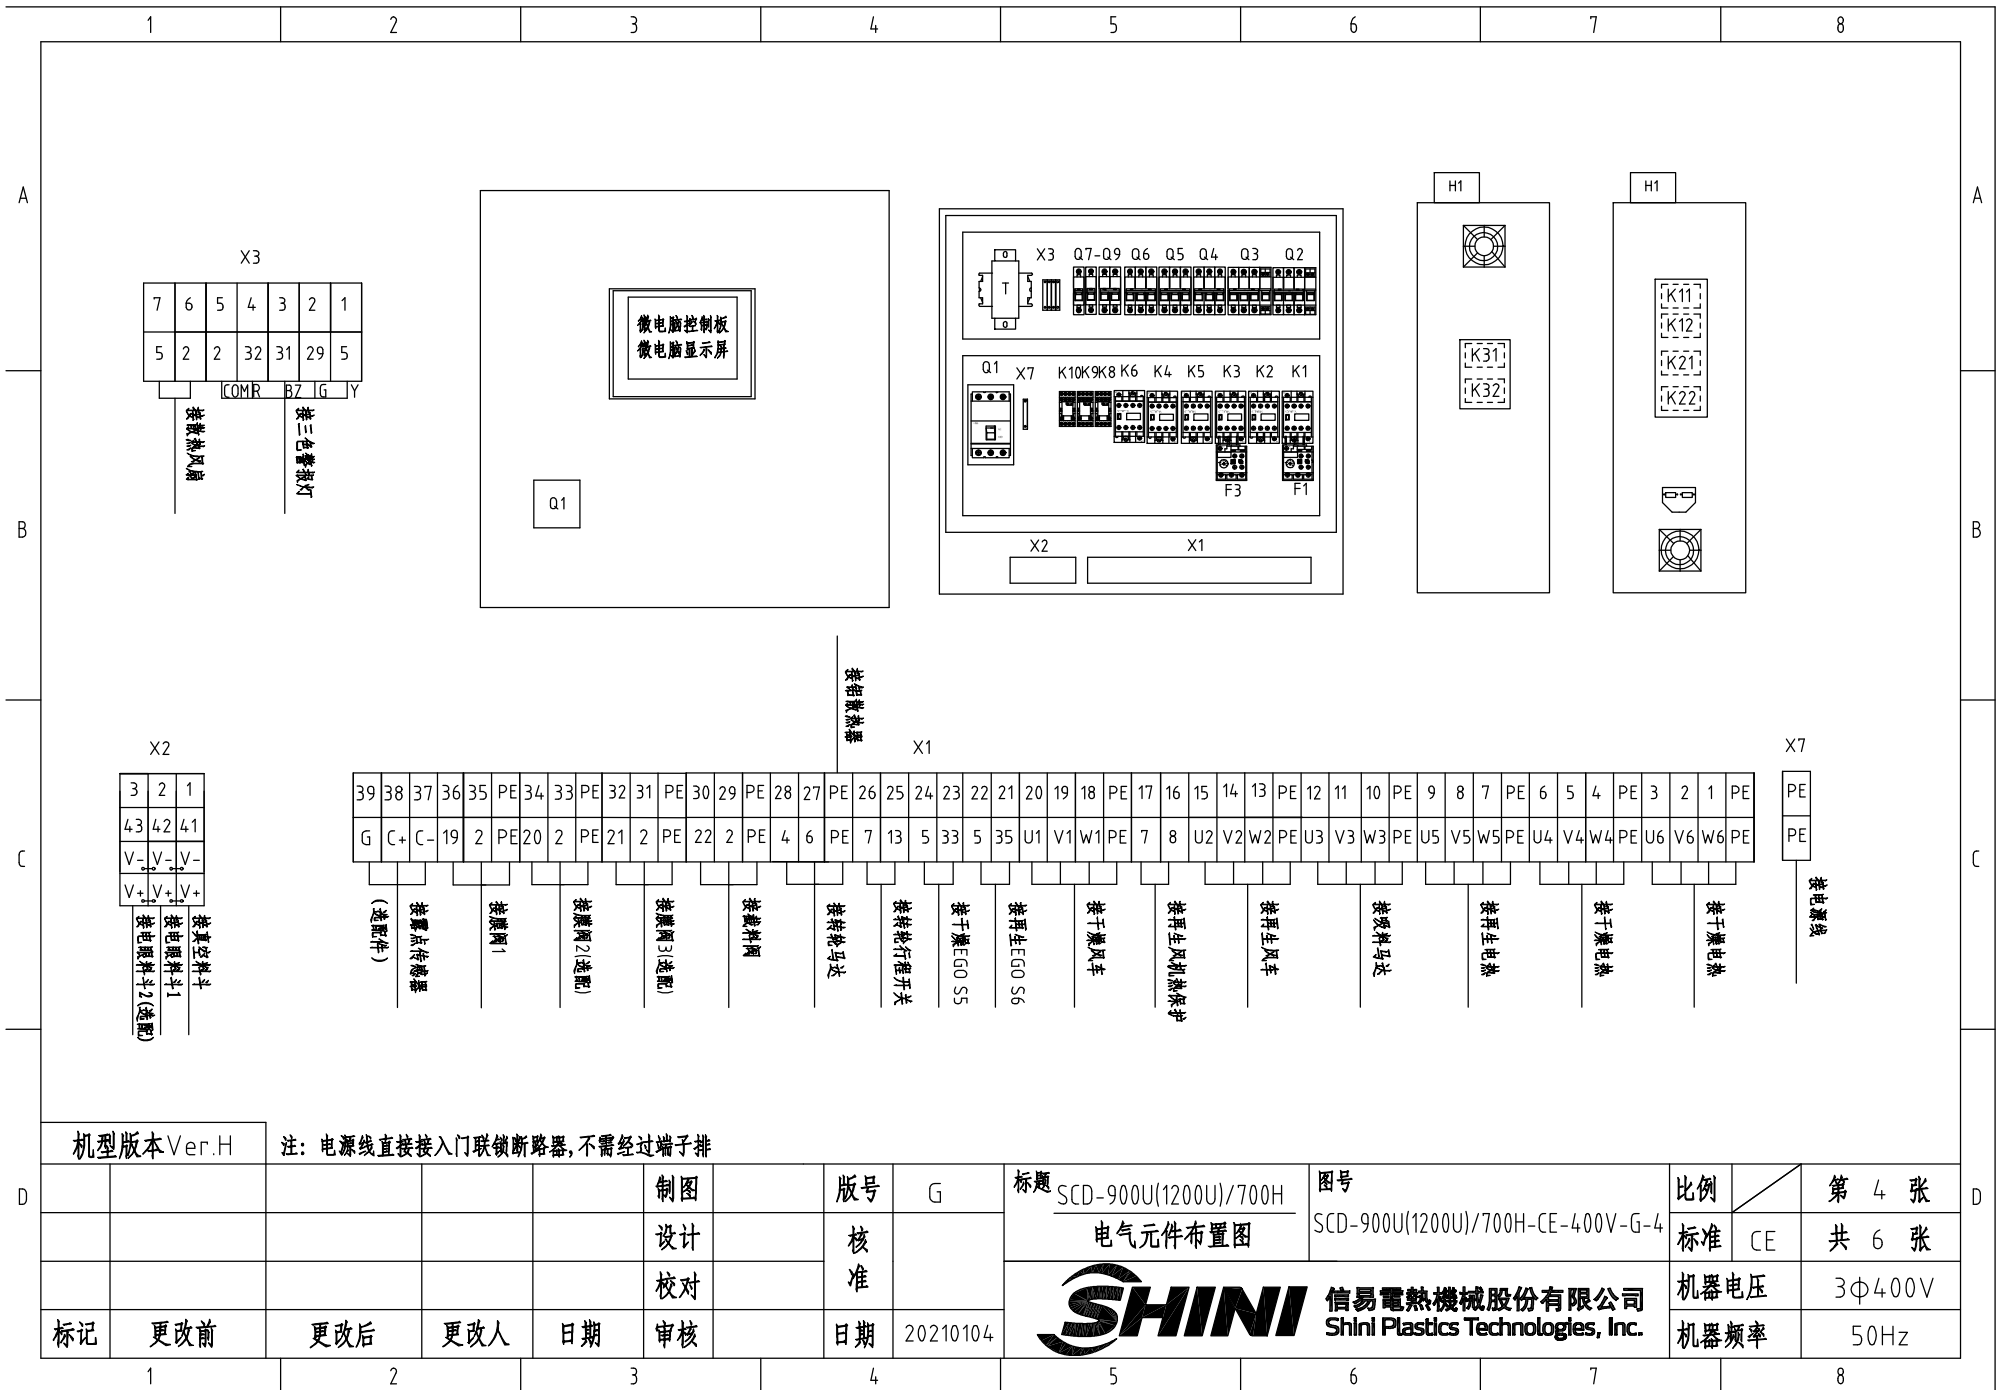 1 2 3 4 5 6 7 8
A A
H1 H1
X3
7 6 5 4 3 2 1
5 2 2 32 31 29 5
COM R BZ G Y
接散热风扇
接三色警报灯
微电脑控制板
微电脑显示屏
Q1
T X3 Q7-Q9 Q6 Q5 Q4 Q3 Q2
Q1 X7 K10 K9 K8 K6 K4 K5 K3 K2 K1
F3 F1
X2 X1
K31
K32
K11
K12
K21
K22
B B
接铝散热器
X2
3 2 1
43 42 41
V- V- V-
V+ V+ V+
接电眼料斗2(选配)
接电眼料斗1
接真空料斗
X1
39 38 37 36 35 PE 34 33 PE 32 31 PE 30 29 PE 28 27 PE 26 25 24 23 22 21 20 19 18 PE 17 16 15 14 13 PE 12 11 10 PE 9 8 7 PE 6 5 4 PE 3 2 1 PE
G C+ C- 19 2 PE 20 2 PE 21 2 PE 22 2 PE 4 6 PE 7 13 5 33 5 35 U1 V1 W1 PE 7 8 U2 V2 W2 PE U3 V3 W3 PE U5 V5 W5 PE U4 V4 W4 PE U6 V6 W6 PE
(选配件)
接露点传感器
接膜阀1
接膜阀2(选配)
接膜阀3(选配)
接截料阀
接转轮马达
接转轮行程开关
接干燥EGO S5
接再生EGO S6
接干燥风车
接再生风机热保护
接再生风车
接吸料马达
接再生电热
接干燥电热
接干燥电热
X7
PE
PE
接电源线
C C
机型版本Ver.H
注: 电源线直接接入门联锁断路器,不需经过端子排
D D
制图
设计
校对
审核
标记 更改前 更改后 更改人 日期
版号 G
核准
日期 20210104
标题
SCD-900U(1200U)/700H
电气元件布置图
图号
SCD-900U(1200U)/700H-CE-400V-G-4
比例
第 4 张
标准 CE
共 6 张
机器电压 3φ400V
机器频率 50Hz
SHINI
信易電熱機械股份有限公司
Shini Plastics Technologies, Inc.
1 2 3 4 5 6 7 8